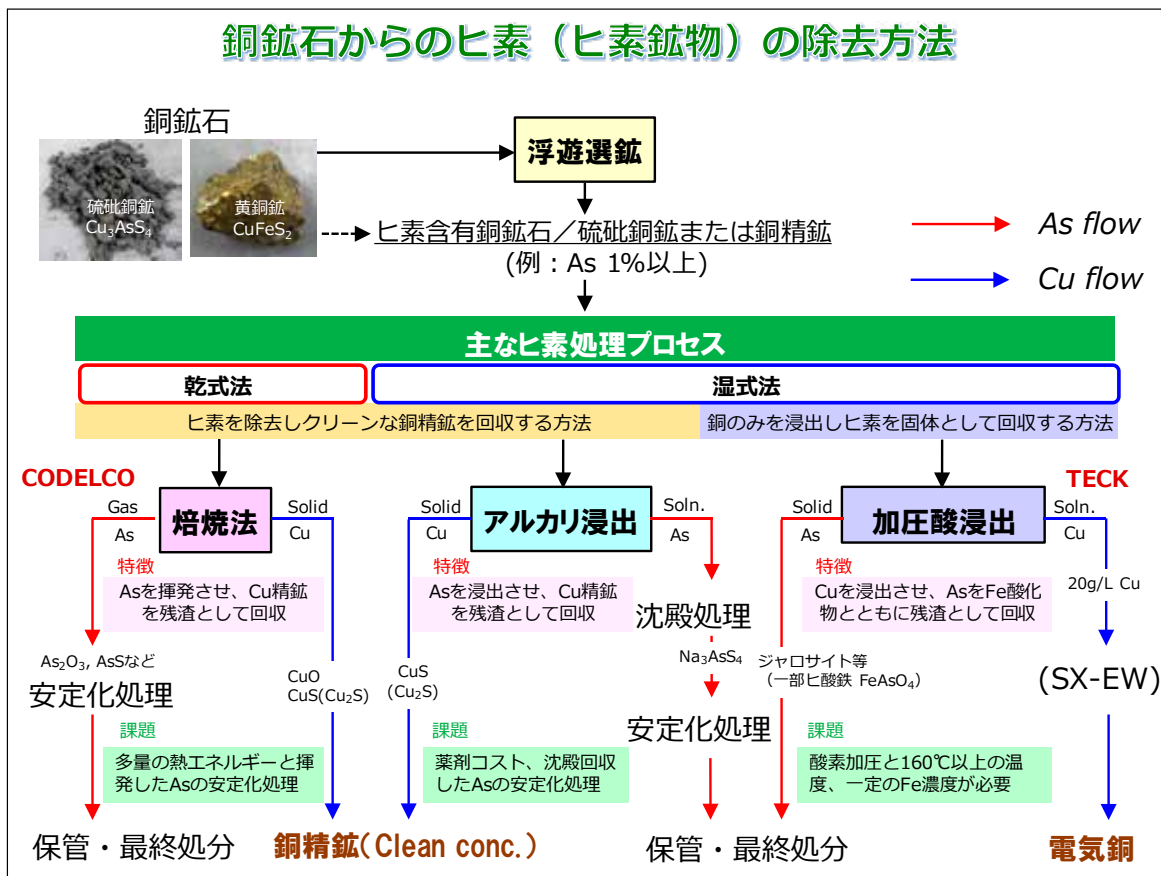 銅鉱石からのヒ素（ヒ素鉱物）の除去方法
銅鉱石
硫砒銅鉱
Cu₃AsS₄
黄銅鉱
CuFeS₂
浮遊選鉱
ヒ素含有銅鉱石／硫砒銅鉱または銅精鉱
(例：As 1%以上)
As flow
Cu flow
主なヒ素処理プロセス
乾式法
湿式法
ヒ素を除去しクリーンな銅精鉱を回収する方法
銅のみを浸出しヒ素を固体として回収する方法
CODELCO
TECK
Gas
As
焙焼法
Solid
Cu
Solid
Cu
アルカリ浸出
Soln.
As
Solid
As
加圧酸浸出
Soln.
Cu
特徴
Asを揮発させ、Cu精鉱
を残渣として回収
特徴
Asを浸出させ、Cu精鉱
を残渣として回収
特徴
Cuを浸出させ、AsをFe酸化
物とともに残渣として回収
20g/L Cu
沈殿処理
As₂O₃, AsSなど
安定化処理
CuO
CuS(Cu₂S)
CuS
(Cu₂S)
Na₃AsS₄
安定化処理
ジャロサイト等
（一部ヒ酸鉄 FeAsO₄）
(SX-EW)
課題
多量の熱エネルギーと揮
発したAsの安定化処理
課題
薬剤コスト、沈殿回収
したAsの安定化処理
課題
酸素加圧と160℃以上の温
度、一定のFe濃度が必要
保管・最終処分
銅精鉱(Clean conc.)
保管・最終処分
電気銅